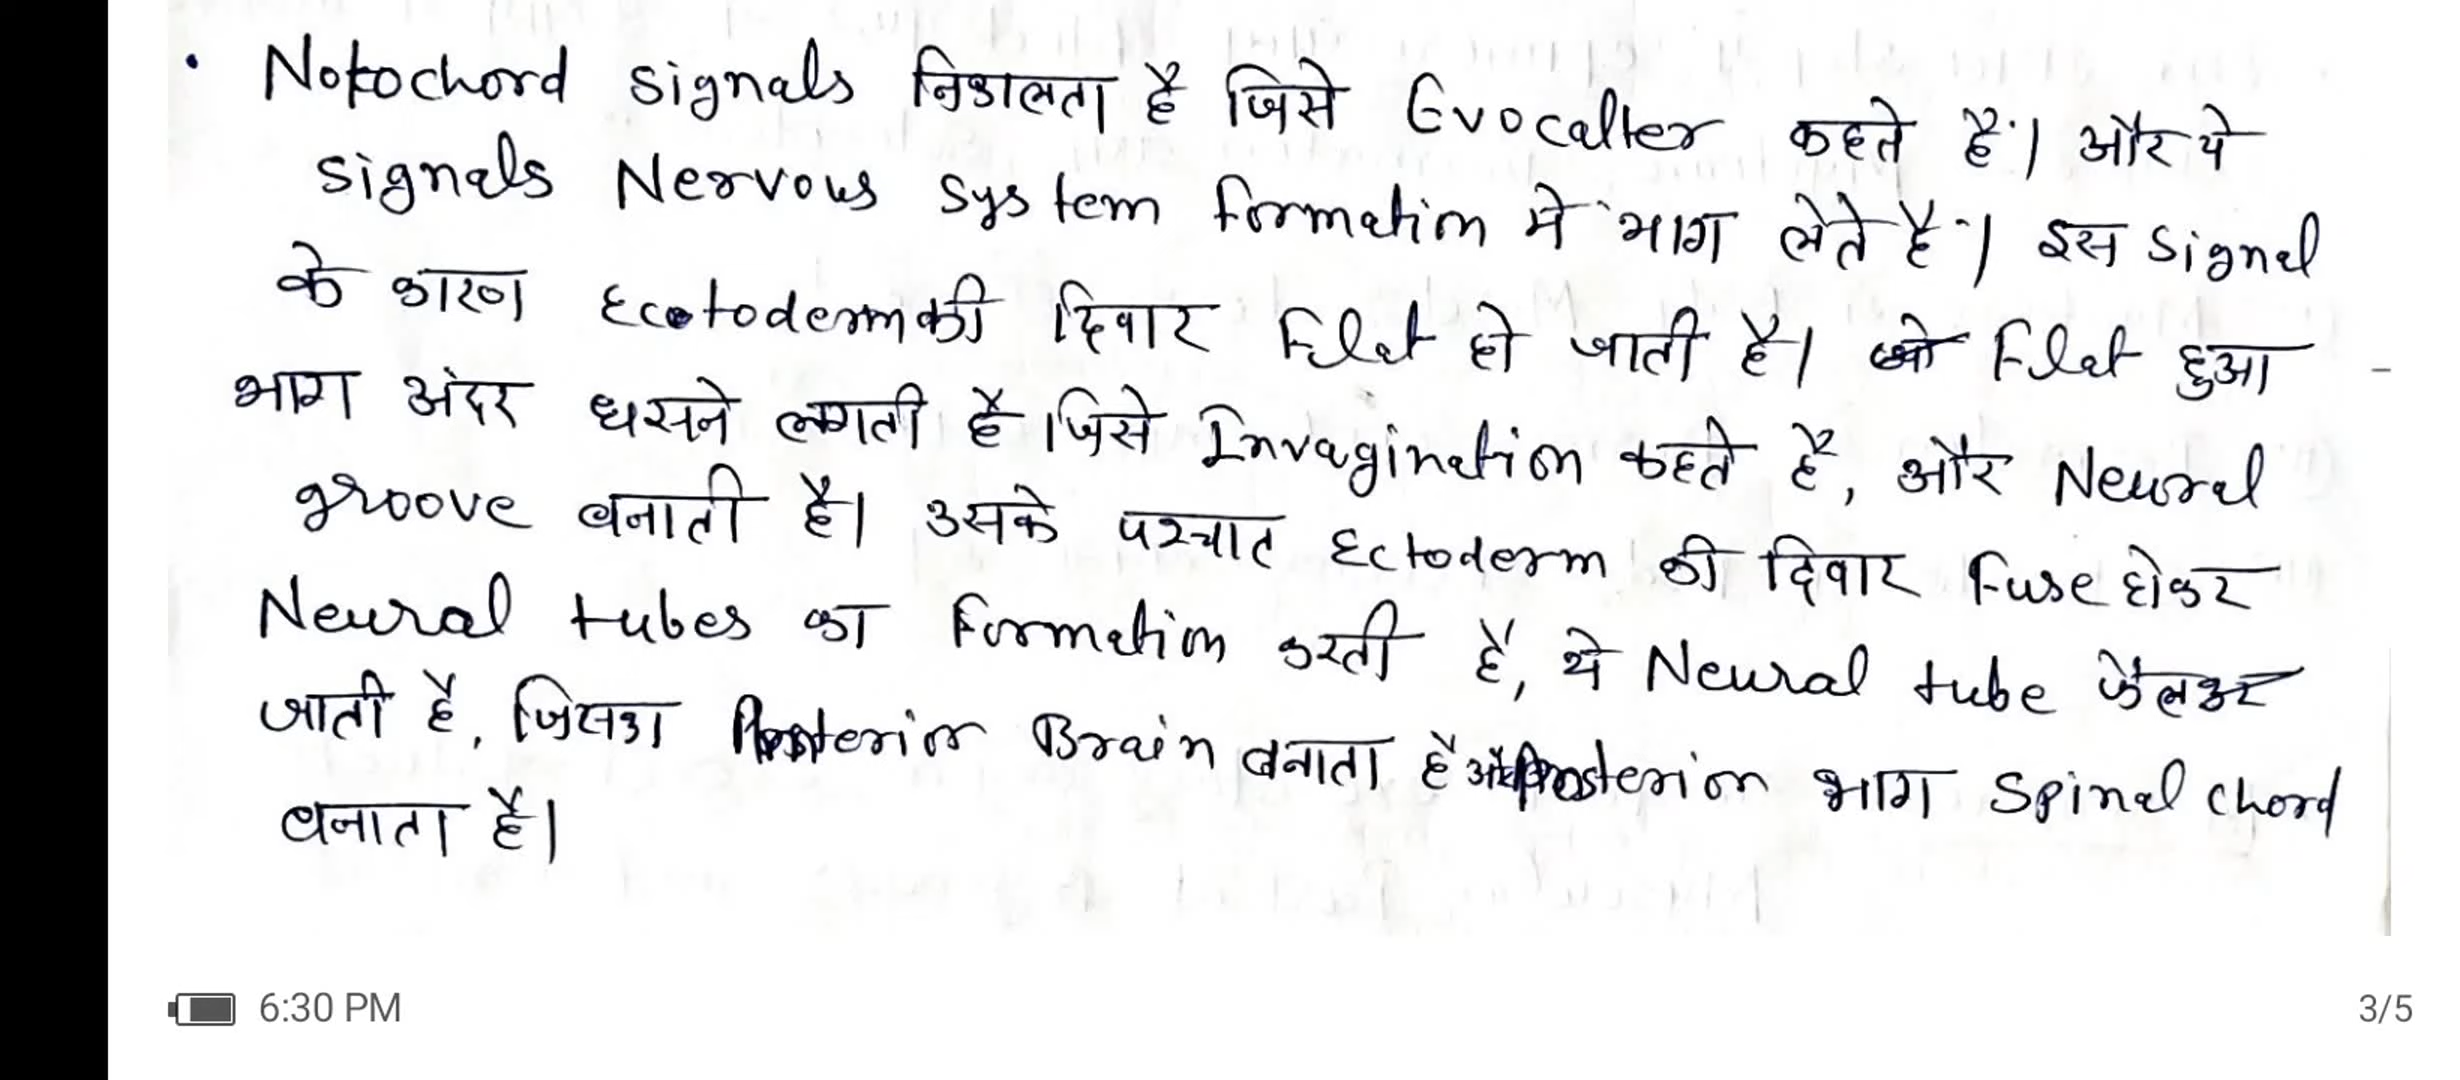 • Notochord signals निकालता है जिसे Evocalter कहते हैं। और ये
signals Nervous system formation में भाग लेते हैं। इस signal
के कारण Ectoderm की दिवार Flat हो जाती है। जो Flat हुआ
भाग अंदर धसने लगती है। जिसे Invagination कहते हैं, और Neural
groove बनाती है। उसके पश्चात Ectoderm की दिवार Fuse होकर
Neural tubes का Formation करती हैं, ये Neural tube फैलकर
जाती है, जिसका Brain बनाता है और Posterior भाग Spinal chord
बनाता है।
6:30 PM
3/5